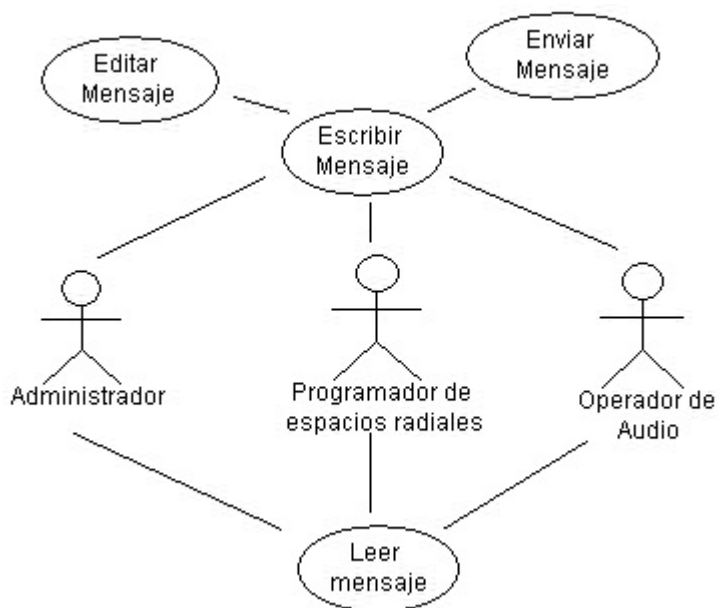 Editar
Mensaje
Enviar
Mensaje
Escribir
Mensaje
Administrador
Programador de
espacios radiales
Operador de
Audio
Leer
mensaje